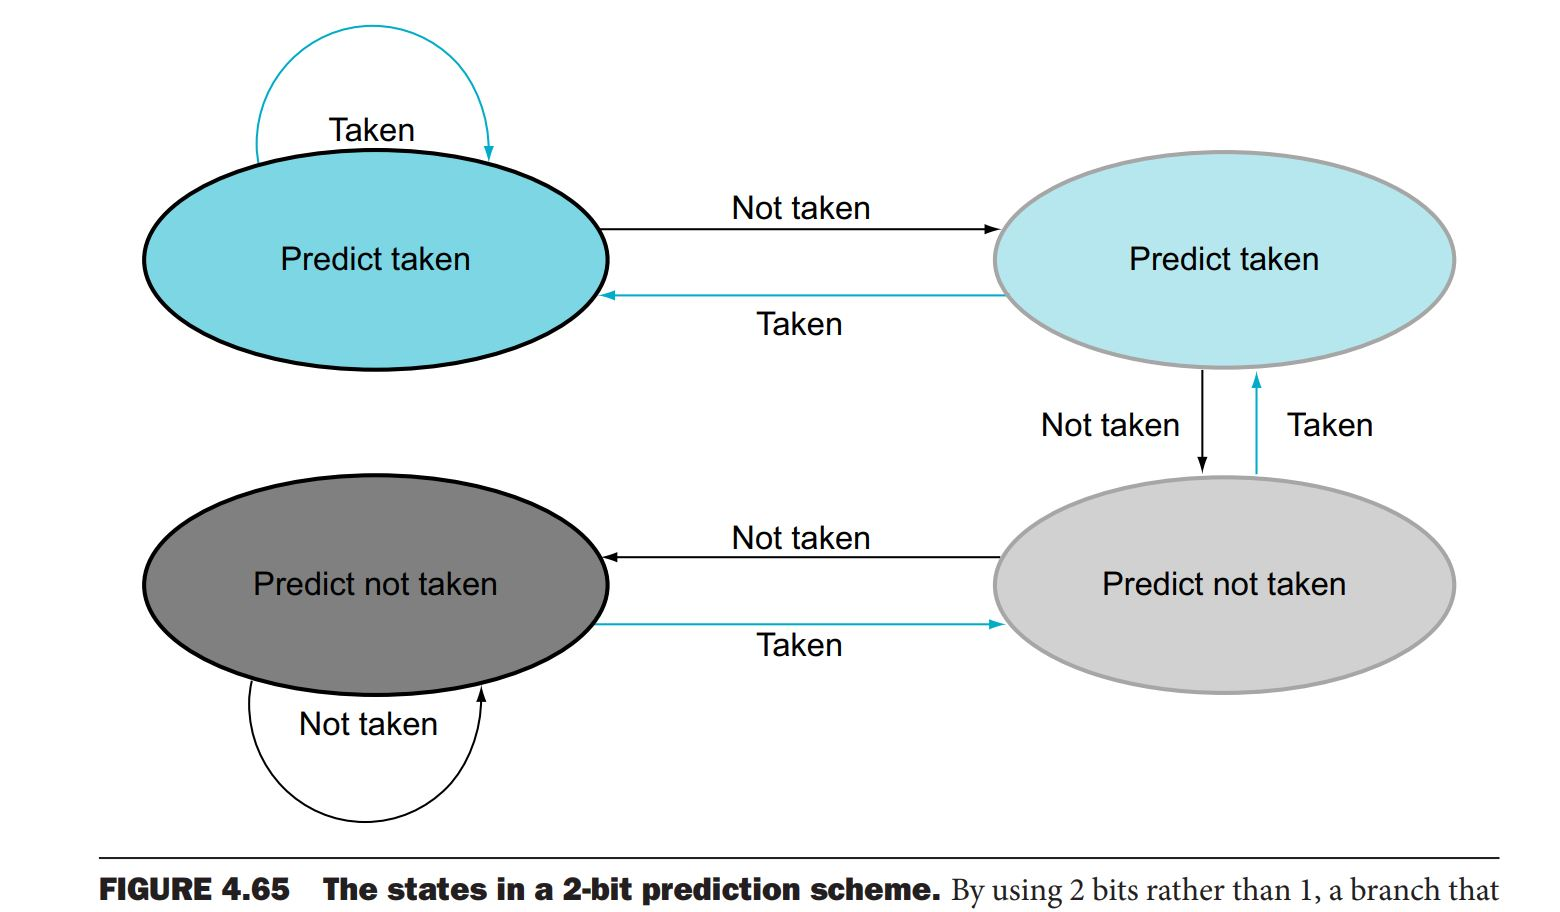 Taken
Not taken
Predict taken
Predict taken
Taken
Not taken
Taken
Not taken
Predict not taken
Predict not taken
Taken
Not taken
FIGURE 4.65 The states in a 2-bit prediction scheme. By using 2 bits rather than 1, a branch that